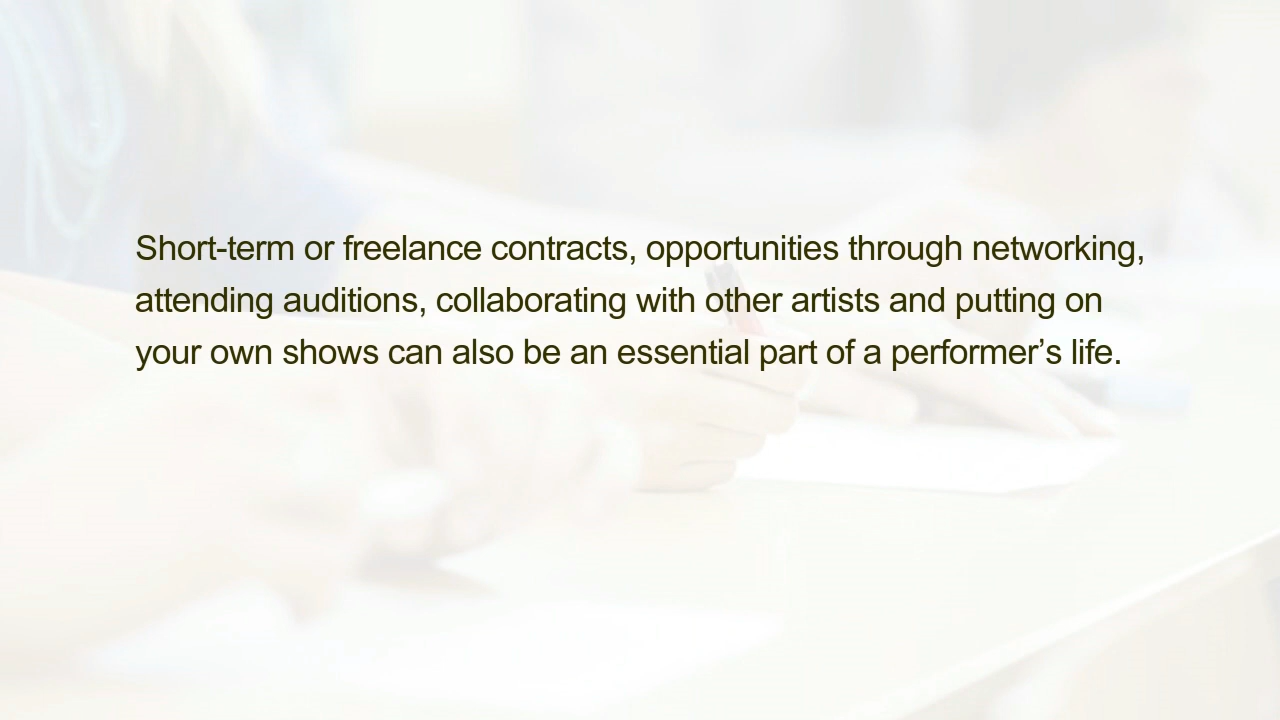 Short-term or freelance contracts, opportunities through networking,
attending auditions, collaborating with other artists and putting on
your own shows can also be an essential part of a performer’s life.